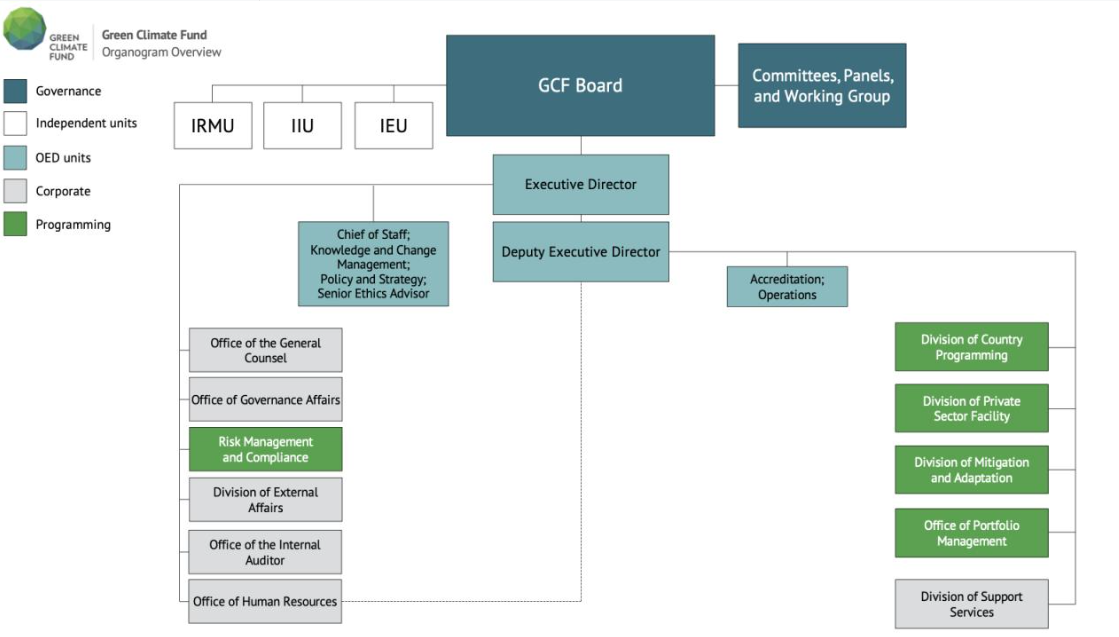 GREEN
CLIMATE
FUND
Green Climate Fund
Organogram Overview
Governance
Independent units
OED units
Corporate
Programming
IRMU
IIU
IEU
GCF Board
Committees, Panels,
and Working Group
Executive Director
Chief of Staff;
Knowledge and Change
Management;
Policy and Strategy;
Senior Ethics Advisor
Deputy Executive Director
Accreditation;
Operations
Office of the General
Counsel
Office of Governance Affairs
Risk Management
and Compliance
Division of External
Affairs
Office of the Internal
Auditor
Office of Human Resources
Division of Country
Programming
Division of Private
Sector Facility
Division of Mitigation
and Adaptation
Office of Portfolio
Management
Division of Support
Services